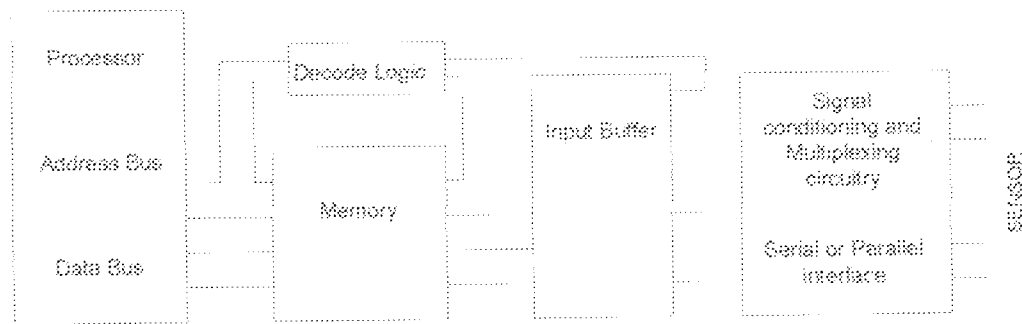 Processor
Address Bus
Data Bus
Decode Logic
Memory
Input Buffer
Signal
conditioning and
Multiplexing
circuitry
Serial or Parallel
interface
SENSOR